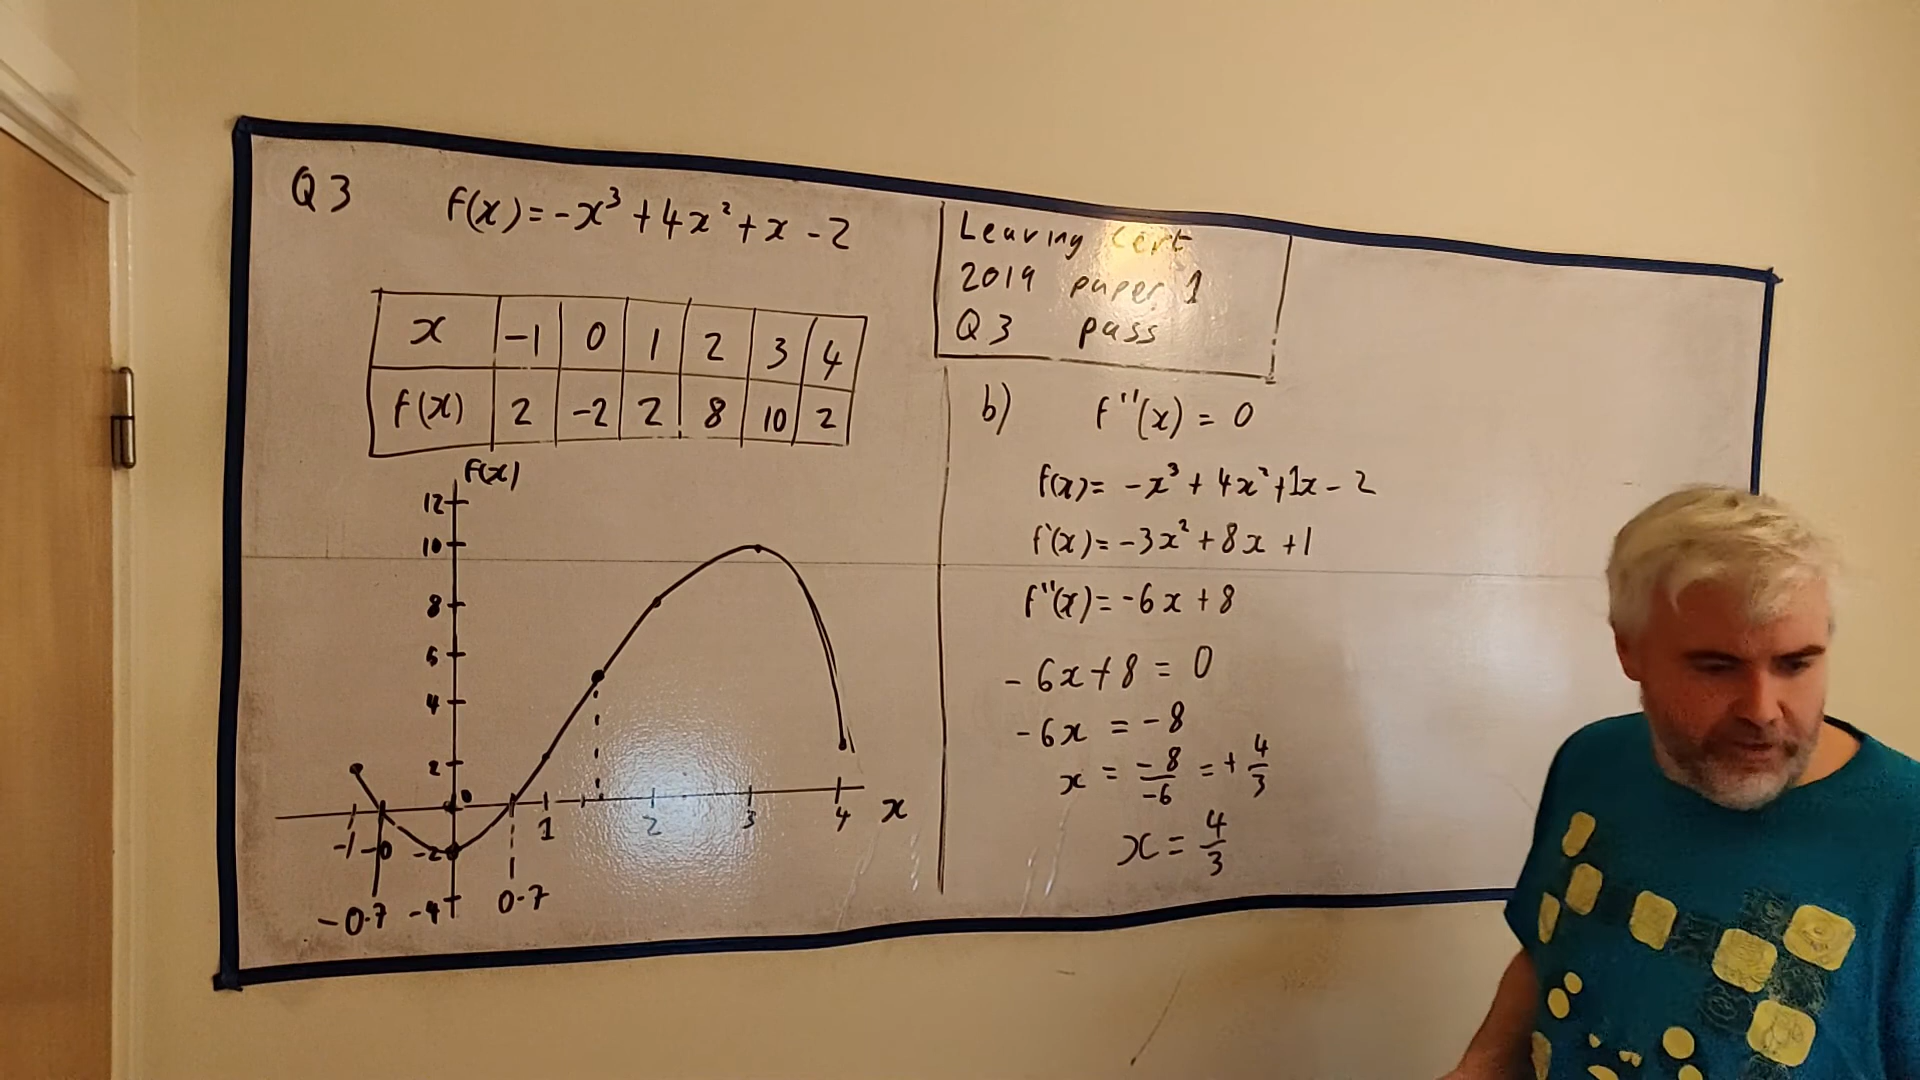 Q3 f(x) = -x³ + 4x² + x - 2
x -1 0 1 2 3 4
f(x) 2 -2 2 8 10 2
f(x)
12
10
8
6
4
2
0
-1 -0 -2 1 2 3 4 x
-0.7 -4 0.7
Leaving Cert
2019 paper 1
Q3 pass
b) f''(x) = 0
f(x) = -x³ + 4x² + 1x - 2
f'(x) = -3x² + 8x + 1
f''(x) = -6x + 8
-6x + 8 = 0
-6x = -8
x = -8/-6 = +4/3
x = 4/3